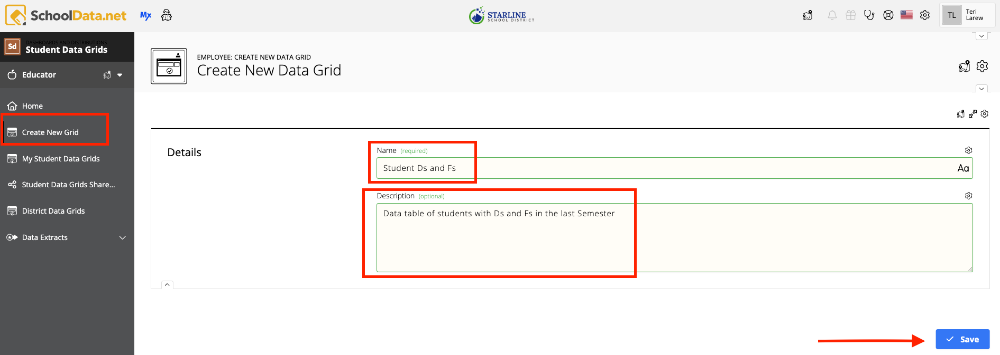 SchoolData.net
Mx
STARLINE
SCHOOL DISTRICT
TL
Teri
Larew
Sd
DASHBOARDS AND DISTRIBUTIONS
Student Data Grids
Educator
Home
Create New Grid
My Student Data Grids
Student Data Grids Share...
District Data Grids
Data Extracts
EMPLOYEE: CREATE NEW DATA GRID
Create New Data Grid
Details
Name (required)
Student Ds and Fs
Aa
Description (optional)
Data table of students with Ds and Fs in the last Semester
Save